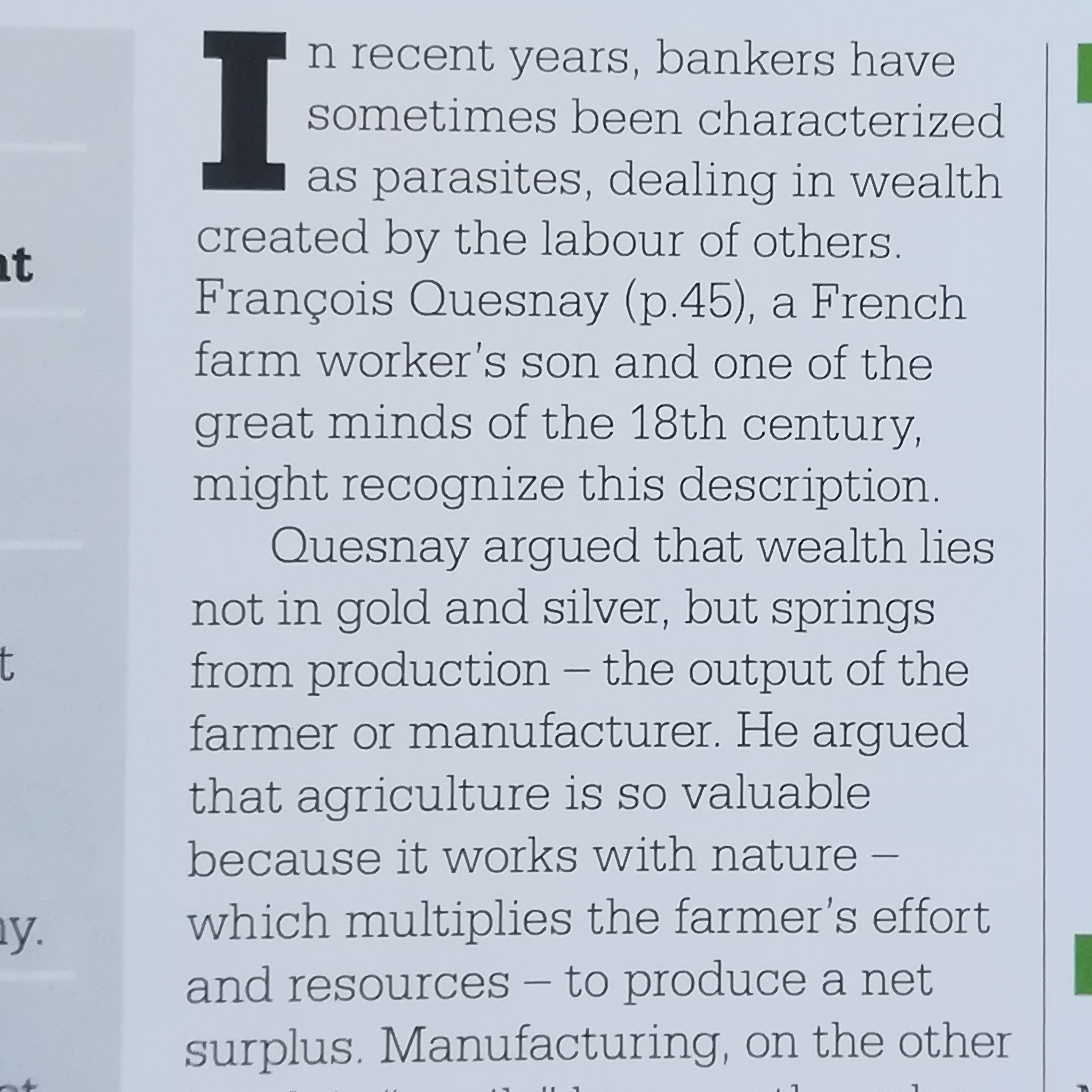 In recent years, bankers have
sometimes been characterized
as parasites, dealing in wealth
created by the labour of others.
François Quesnay (p.45), a French
farm worker's son and one of the
great minds of the 18th century,
might recognize this description.
Quesnay argued that wealth lies
not in gold and silver, but springs
from production – the output of the
farmer or manufacturer. He argued
that agriculture is so valuable
because it works with nature –
which multiplies the farmer's effort
and resources – to produce a net
surplus. Manufacturing, on the other